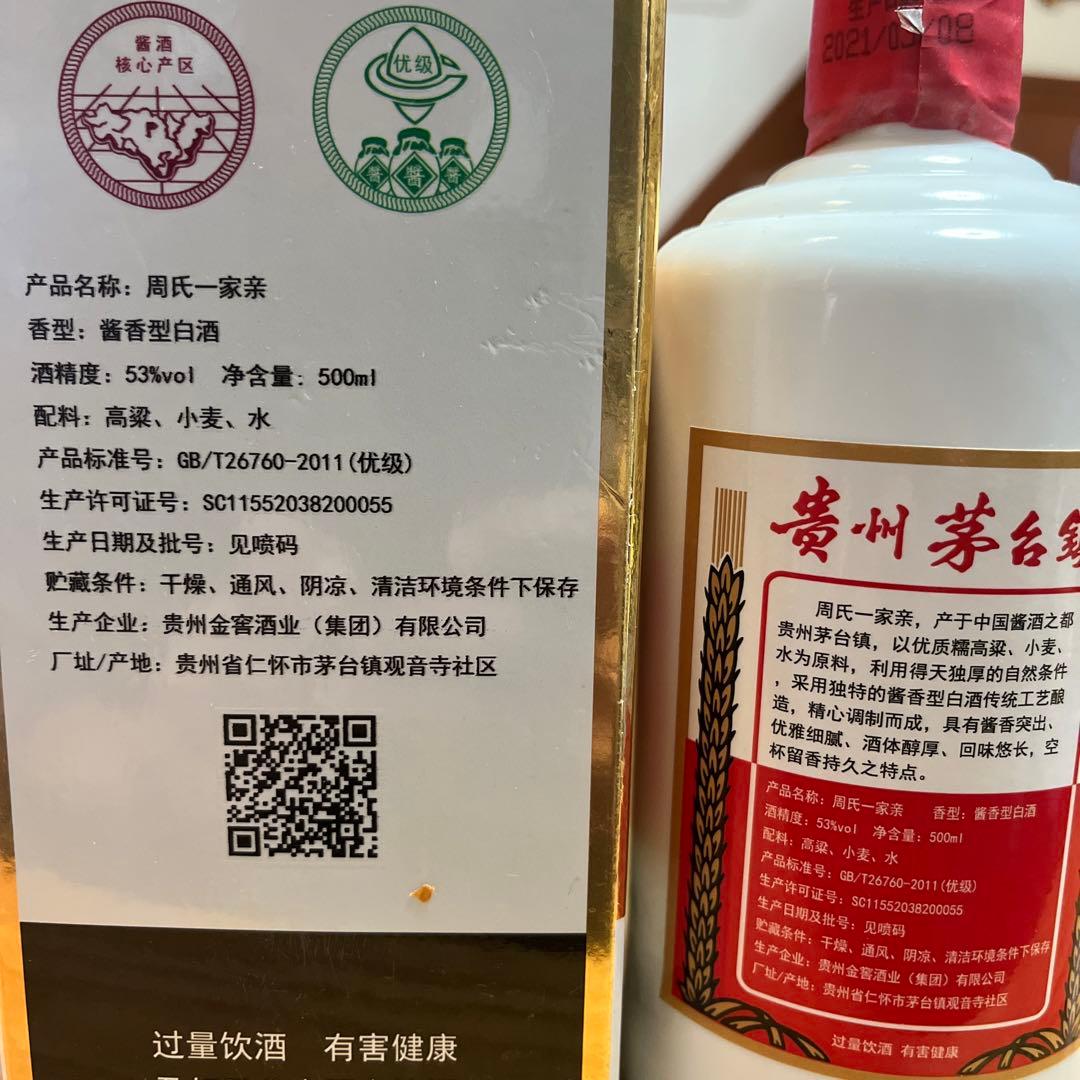 酱酒
核心产区
优级
酱
酱
酱
产品名称：周氏一家亲
香型：酱香型白酒
酒精度：53%vol 净含量：500ml
配料：高粱、小麦、水
产品标准号：GB/T26760-2011(优级)
生产许可证号：SC11552038200055
生产日期及批号：见喷码
贮藏条件：干燥、通风、阴凉、清洁环境条件下保存
生产企业：贵州金窖酒业（集团）有限公司
厂址/产地：贵州省仁怀市茅台镇观音寺社区
过量饮酒 有害健康
贵州茅台鎮
周氏一家亲，产于中国酱酒之都
贵州茅台镇，以优质糯高粱、小麦、
水为原料，利用得天独厚的自然条件
，采用独特的酱香型白酒传统工艺酿
造，精心调制而成，具有酱香突出、
优雅细腻、酒体醇厚、回味悠长，空
杯留香持久之特点。
产品名称：周氏一家亲 香型：酱香型白酒
酒精度：53%vol 净含量：500ml
配料：高粱、小麦、水
产品标准号：GB/T26760-2011(优级)
生产许可证号：SC11552038200055
生产日期及批号：见喷码
贮藏条件：干燥、通风、阴凉、清洁环境条件下保存
生产企业：贵州金窖酒业（集团）有限公司
厂址/产地：贵州省仁怀市茅台镇观音寺社区
过量饮酒 有害健康